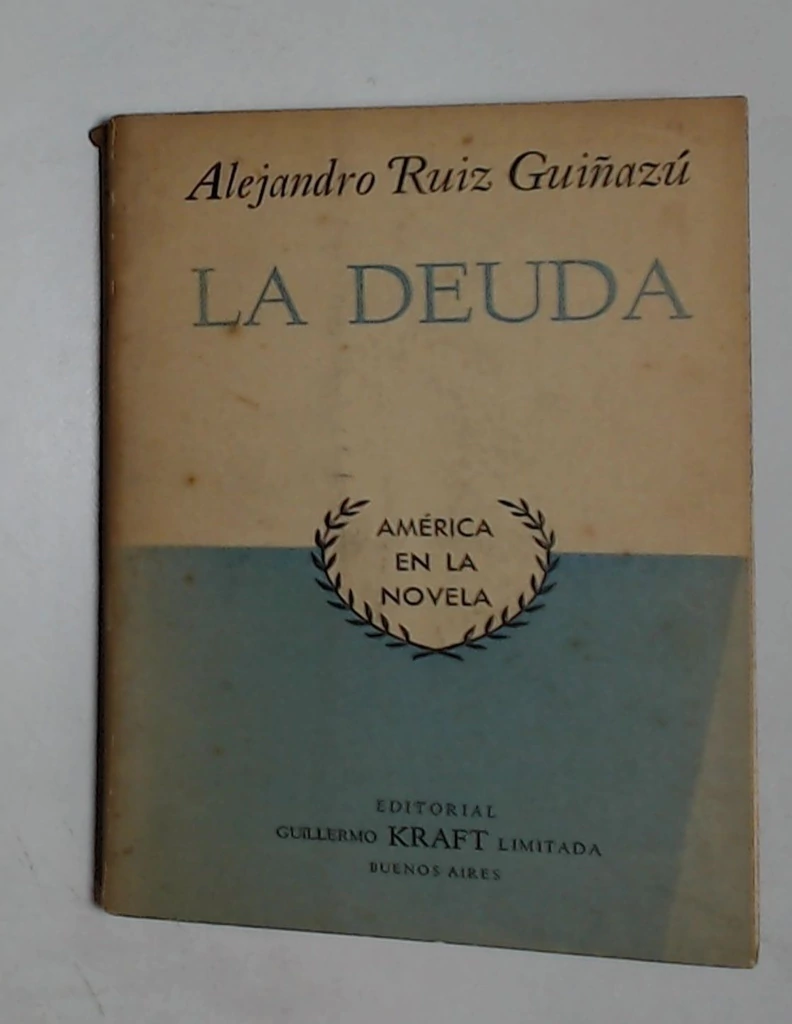 Alejandro Ruiz Guiñazú
LA DEUDA
AMÉRICA
EN LA
NOVELA
EDITORIAL
GUILLERMO KRAFT LIMITADA
BUENOS AIRES